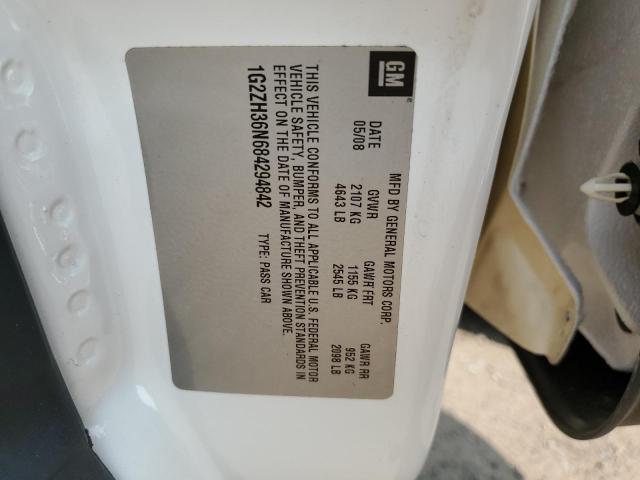 GM
MFD BY GENERAL MOTORS CORP.
DATE GVWR GAWR FRT GAWR RR
05/08 2107 KG 1155 KG 952 KG
4643 LB 2545 LB 2098 LB
THIS VEHICLE CONFORMS TO ALL APPLICABLE U.S. FEDERAL MOTOR
VEHICLE SAFETY, BUMPER, AND THEFT PREVENTION STANDARDS IN
EFFECT ON THE DATE OF MANUFACTURE SHOWN ABOVE.
1G2ZH36N684294842 TYPE: PASS CAR